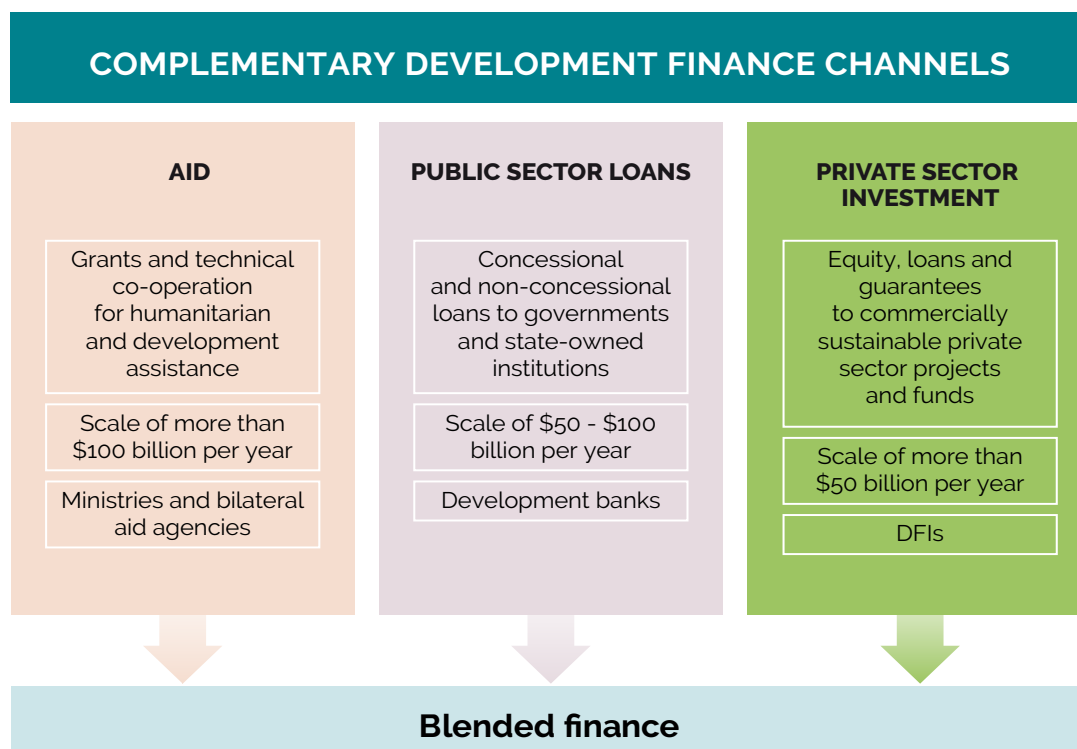 COMPLEMENTARY DEVELOPMENT FINANCE CHANNELS
AID
Grants and technical
co-operation
for humanitarian
and development
assistance
Scale of more than
$100 billion per year
Ministries and bilateral
aid agencies
PUBLIC SECTOR LOANS
Concessional
and non-concessional
loans to governments
and state-owned
institutions
Scale of $50 - $100
billion per year
Development banks
PRIVATE SECTOR
INVESTMENT
Equity, loans and
guarantees
to commercially
sustainable private
sector projects
and funds
Scale of more than
$50 billion per year
DFIs
Blended finance